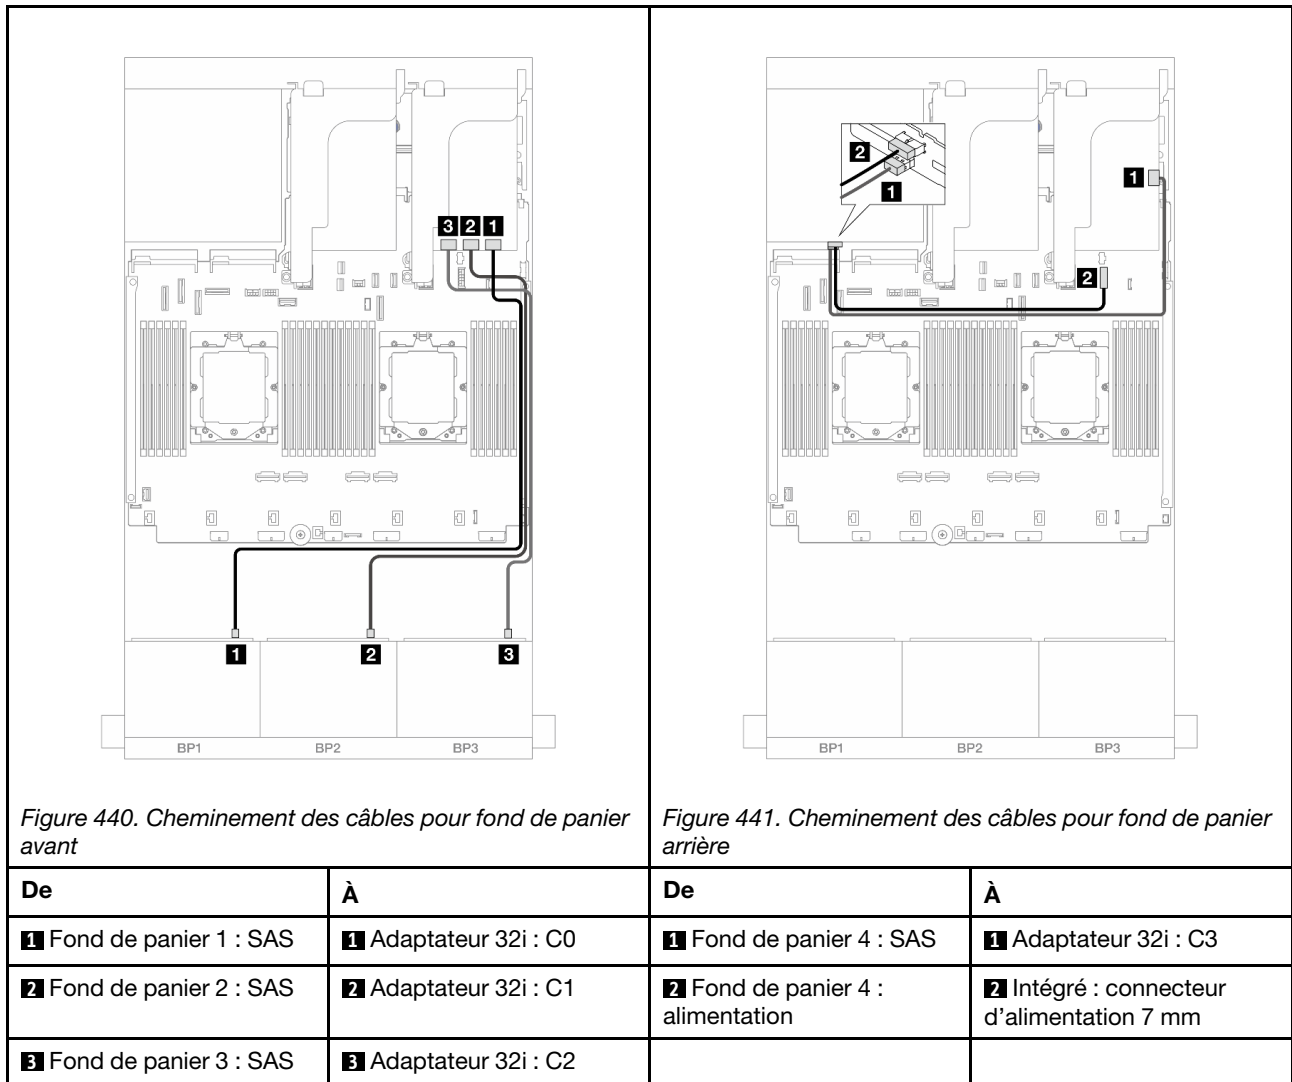 3 2 1
1 2 3
BP1 BP2 BP3
Figure 440. Cheminement des câbles pour fond de panier
avant
2
1
1
2
BP1 BP2 BP3
Figure 441. Cheminement des câbles pour fond de panier
arrière
De À De À
1 Fond de panier 1 : SAS 1 Adaptateur 32i : C0 1 Fond de panier 4 : SAS 1 Adaptateur 32i : C3
2 Fond de panier 2 : SAS 2 Adaptateur 32i : C1 2 Fond de panier 4 :
alimentation
2 Intégré : connecteur
d’alimentation 7 mm
3 Fond de panier 3 : SAS 3 Adaptateur 32i : C2